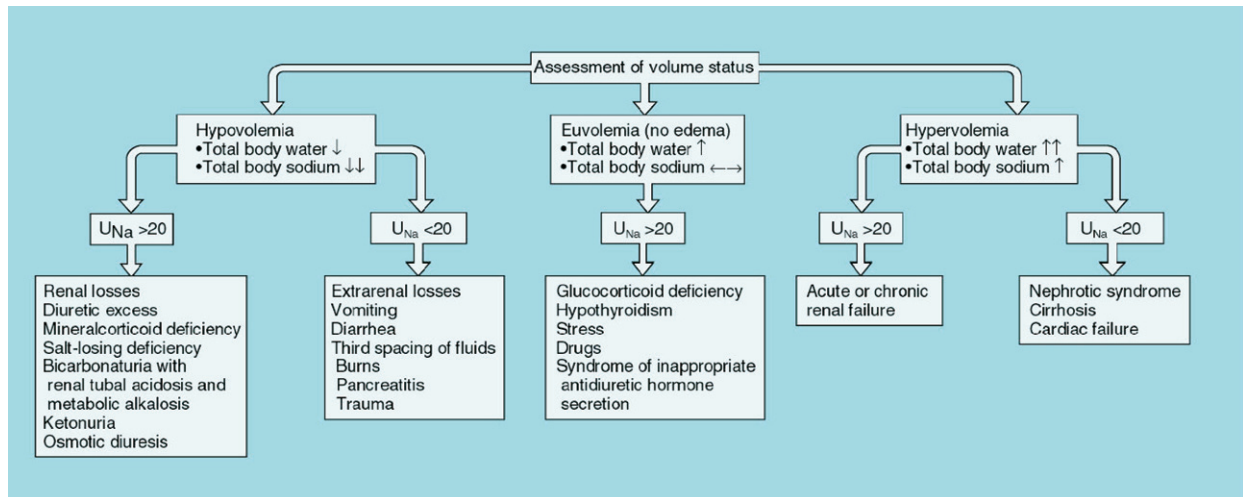 Assessment of volume status
Hypovolemia
•Total body water ↓
•Total body sodium ↓↓
Euvolemia (no edema)
•Total body water ↑
•Total body sodium ←→
Hypervolemia
•Total body water ↑↑
•Total body sodium ↑
UNa >20
UNa <20
UNa >20
UNa >20
UNa <20
Renal losses
Diuretic excess
Mineralcorticoid deficiency
Salt-losing deficiency
Bicarbonaturia with
renal tubal acidosis and
metabolic alkalosis
Ketonuria
Osmotic diuresis
Extrarenal losses
Vomiting
Diarrhea
Third spacing of fluids
Burns
Pancreatitis
Trauma
Glucocorticoid deficiency
Hypothyroidism
Stress
Drugs
Syndrome of inappropriate
antidiuretic hormone
secretion
Acute or chronic
renal failure
Nephrotic syndrome
Cirrhosis
Cardiac failure